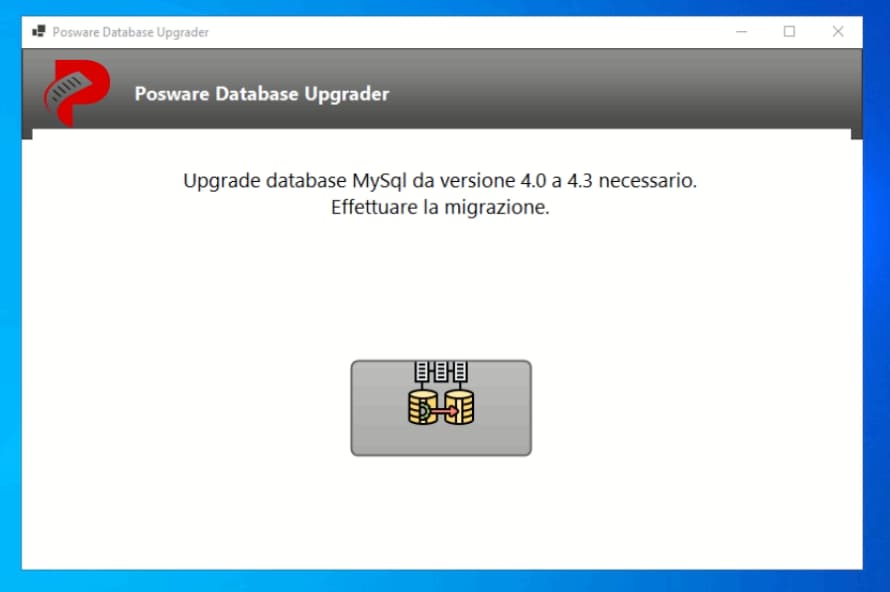 Posware Database Upgrader
Posware Database Upgrader
Upgrade database MySql da versione 4.0 a 4.3 necessario.
Effettuare la migrazione.